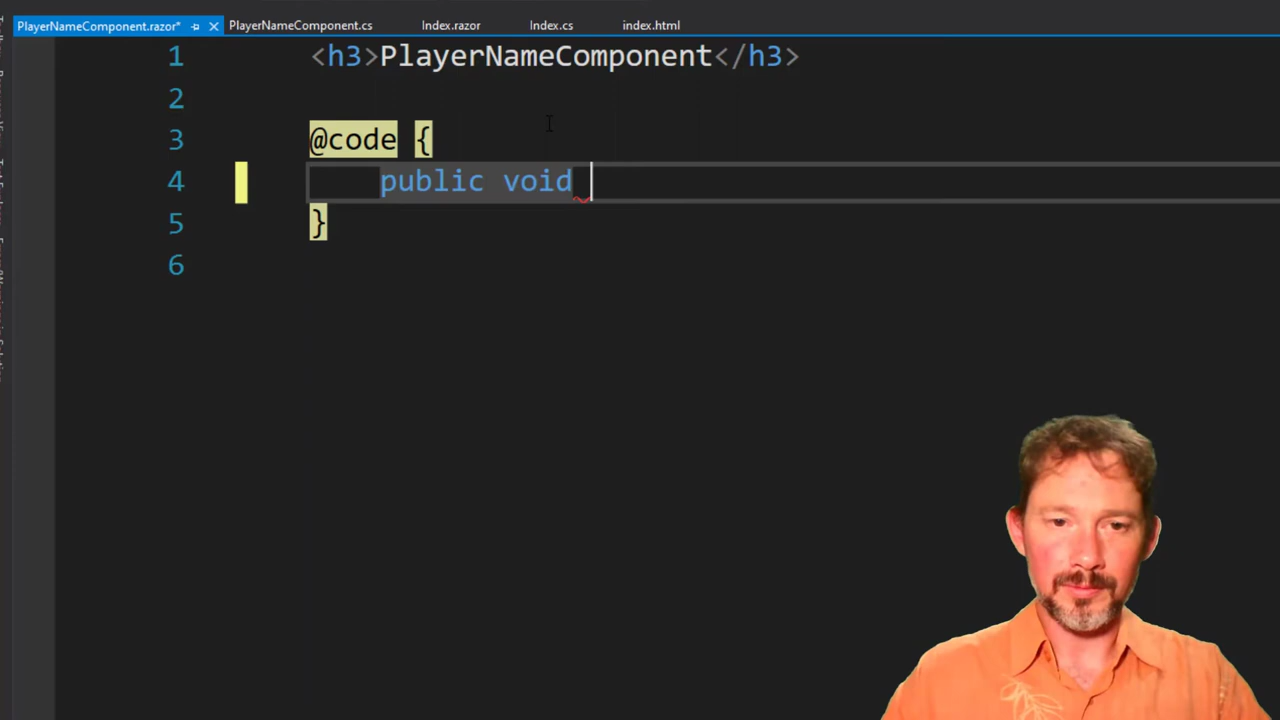 PlayerNameComponent.razor* PlayerNameComponent.cs Index.razor Index.cs index.html
1 <h3>PlayerNameComponent</h3>
2
3 @code {
4 public void
5 }
6